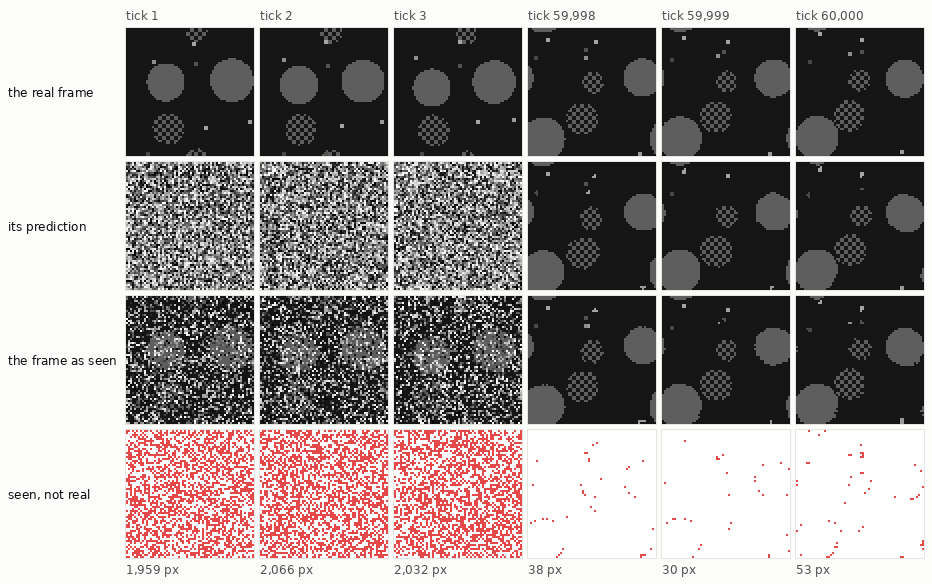 tick 1 tick 2 tick 3 tick 59,998 tick 59,999 tick 60,000
the real frame
its prediction
the frame as seen
seen, not real
1,959 px 2,066 px 2,032 px 38 px 30 px 53 px